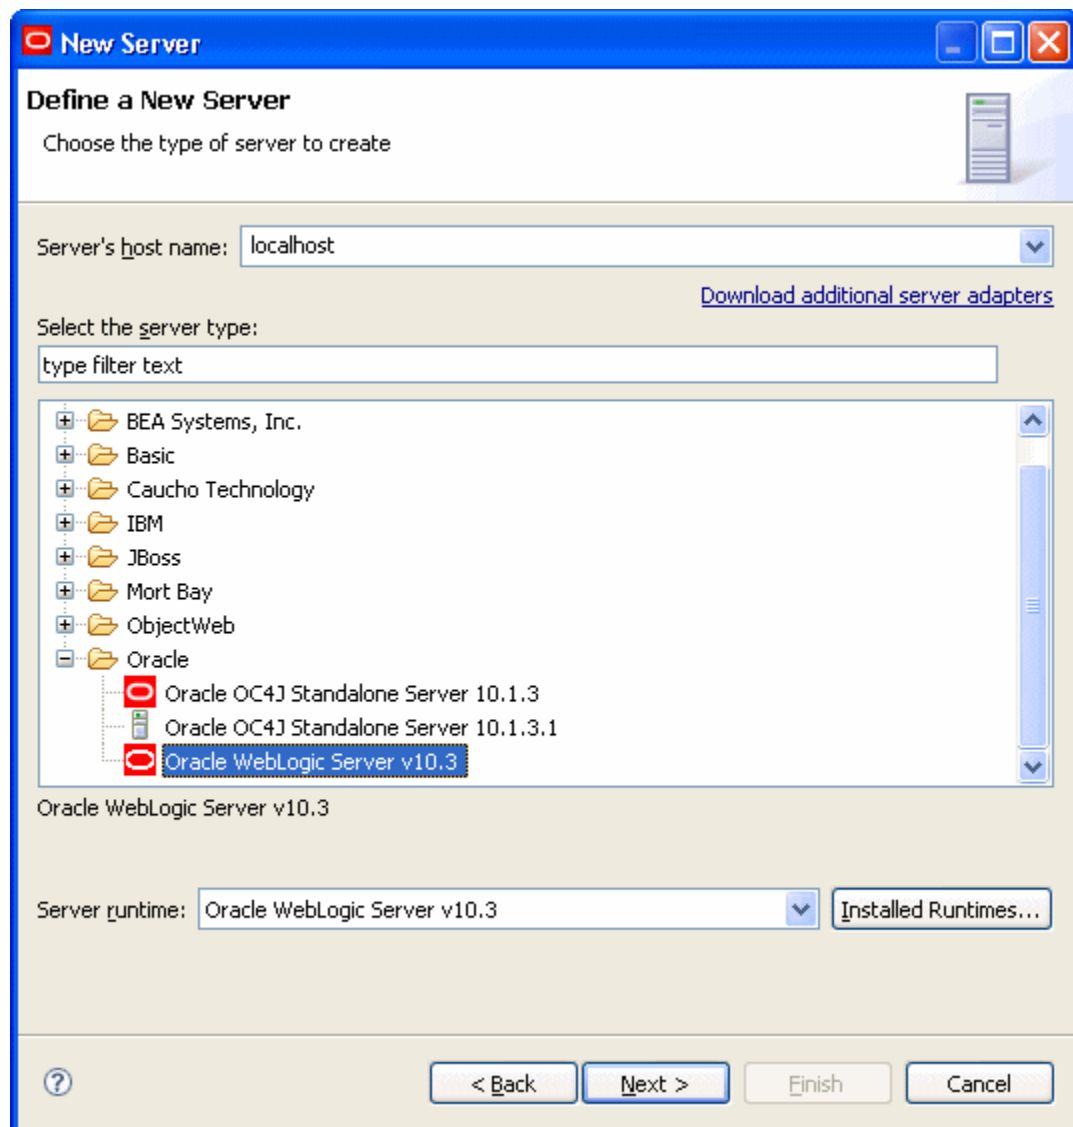 New Server
Define a New Server
Choose the type of server to create
Server's host name: localhost
Download additional server adapters
Select the server type:
type filter text
BEA Systems, Inc.
Basic
Caucho Technology
IBM
JBoss
Mort Bay
ObjectWeb
Oracle
Oracle OC4J Standalone Server 10.1.3
Oracle OC4J Standalone Server 10.1.3.1
Oracle WebLogic Server v10.3
Oracle WebLogic Server v10.3
Server runtime: Oracle WebLogic Server v10.3 Installed Runtimes...
? < Back Next > Finish Cancel